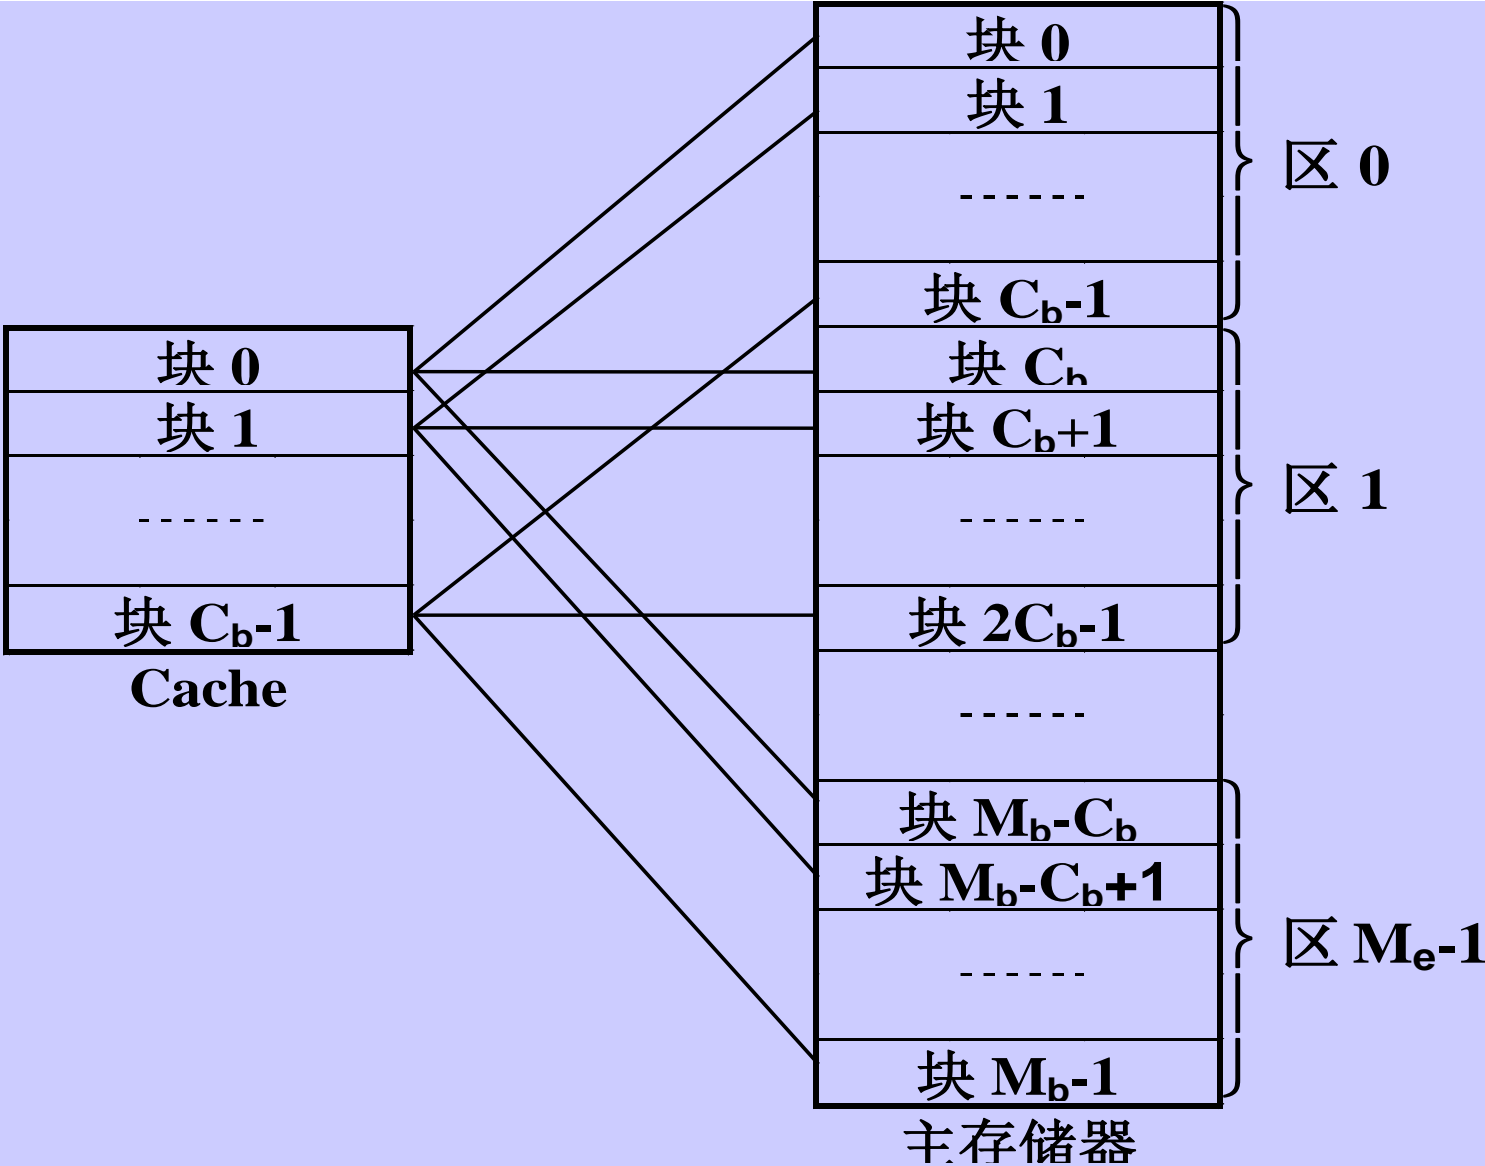 块 0
块 1
- - - - - -
块 Cb-1
Cache
块 0
块 1
- - - - - -
块 Cb-1
块 Cb
块 Cb+1
- - - - - -
块 2Cb-1
- - - - - -
块 Mb-Cb
块 Mb-Cb+1
- - - - - -
块 Mb-1
主存储器
区 0
区 1
区 Me-1